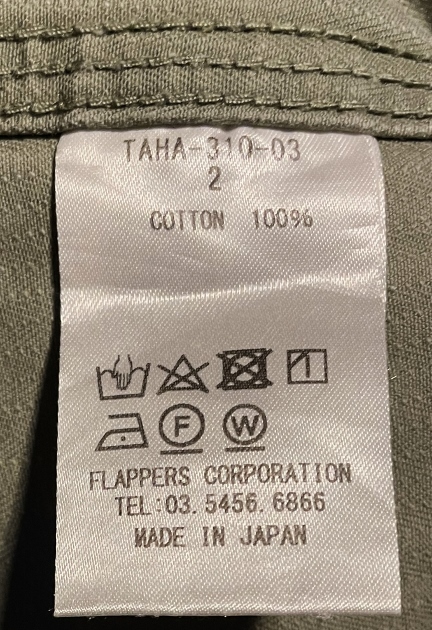 TAHA-310-03
2
COTTON 100%
F W
FLAPPERS CORPORATION
TEL:03.5456.6866
MADE IN JAPAN